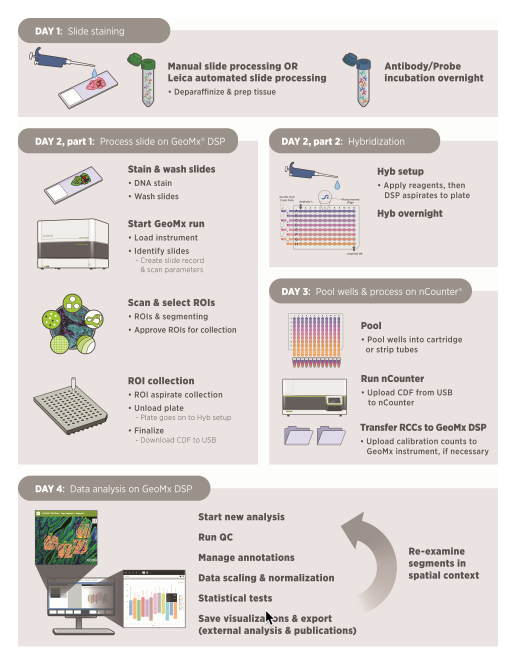 DAY 1: Slide staining
Manual slide processing OR
Leica automated slide processing
• Deparaffinize & prep tissue
Antibody/Probe
incubation overnight
DAY 2, part 1: Process slide on GeoMx® DSP
Stain & wash slides
• DNA stain
• Wash slides
Start GeoMx run
• Load instrument
• Identify slides
- Create slide record
& scan parameters
Scan & select ROIs
• ROIs & segmenting
• Approve ROIs for collection
ROI collection
• ROI aspirate collection
• Unload plate
- Plate goes on to Hyb setup
• Finalize
- Download CDF to USB
DAY 2, part 2: Hybridization
Hyb setup
• Apply reagents, then
DSP aspirates to plate
Hyb overnight
DAY 3: Pool wells & process on nCounter®
Pool
• Pool wells into cartridge
or strip tubes
Run nCounter
• Upload CDF from USB
to nCounter
Transfer RCCs to GeoMx DSP
• Upload calibration counts to
GeoMx instrument, if necessary
DAY 4: Data analysis on GeoMx DSP
Start new analysis
Run QC
Manage annotations
Data scaling & normalization
Statistical tests
Save visualizations & export
(external analysis & publications)
Re-examine
segments in
spatial context